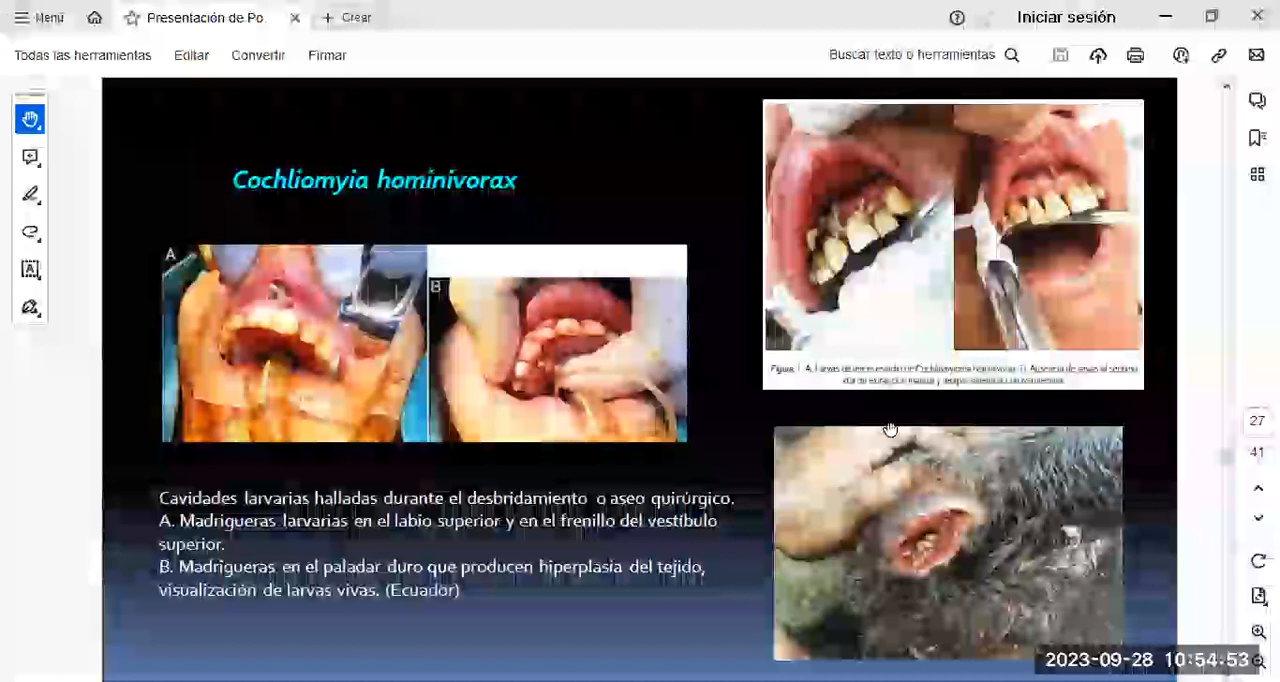 Menú
Presentación de Po
Crear
Iniciar sesión
Todas las herramientas
Editar
Convertir
Firmar
Buscar texto o herramientas
Cochliomyia hominivorax
A
B
Cavidades larvarias halladas durante el desbridamiento o aseo quirúrgico.
A. Madrigueras larvarias en el labio superior y en el frenillo del vestíbulo
superior.
B. Madrigueras en el paladar duro que producen hiperplasia del tejido,
visualización de larvas vivas. (Ecuador)
27
41
2023-09-28 10:54:53